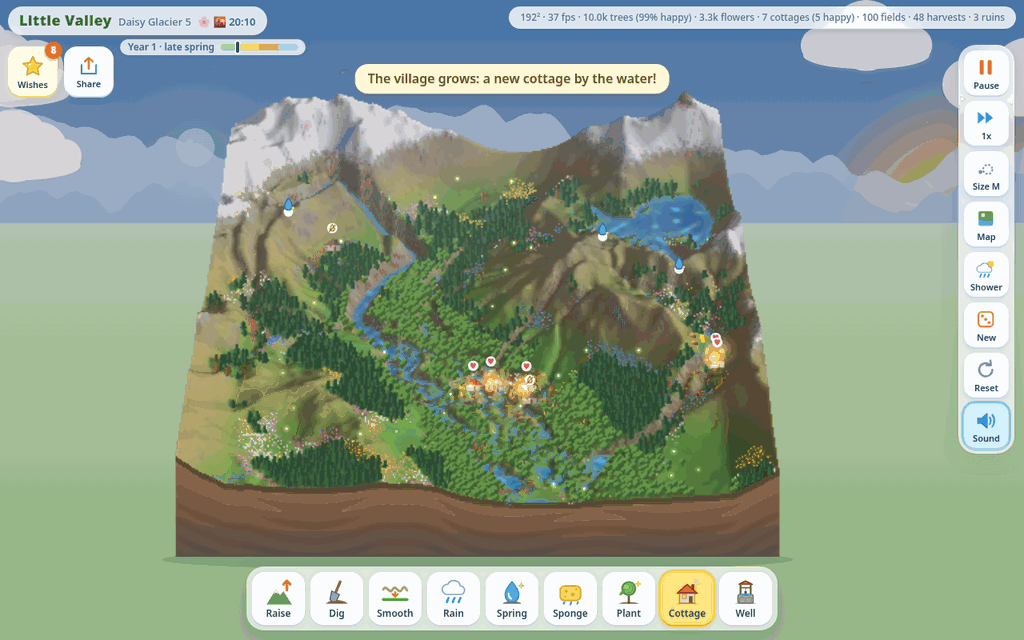 Little Valley Daisy Glacier 5 20:10
192² · 37 fps · 10.0k trees (99% happy) · 3.3k flowers · 7 cottages (5 happy) · 100 fields · 48 harvests · 3 ruins
Year 1 · late spring
8
Wishes
Share
The village grows: a new cottage by the water!
Pause
1x
Size M
Map
Shower
New
Reset
Sound
Raise
Dig
Smooth
Rain
Spring
Sponge
Plant
Cottage
Well